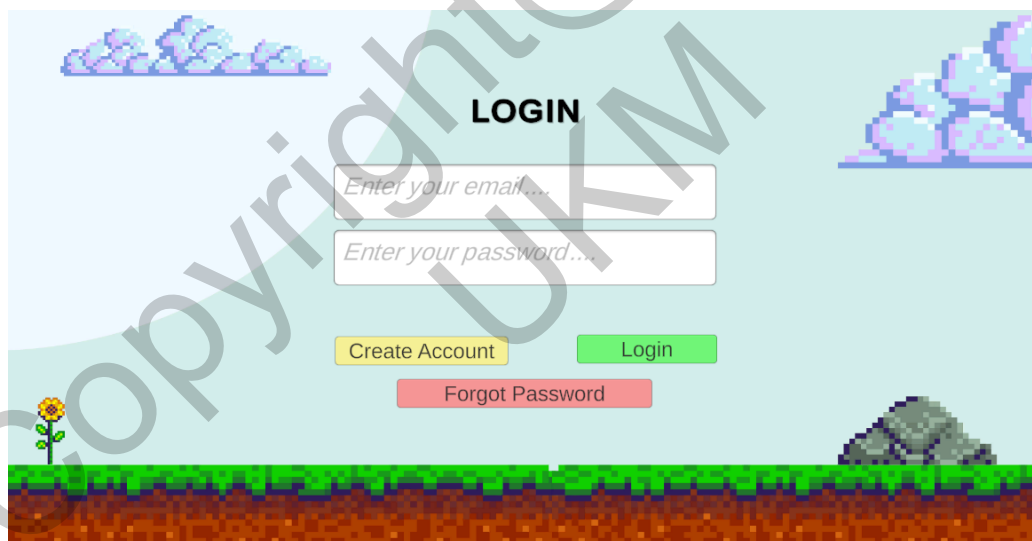 LOGIN
Enter your email....
Enter your password....
Create Account
Login
Forgot Password
Copyright©
UKM